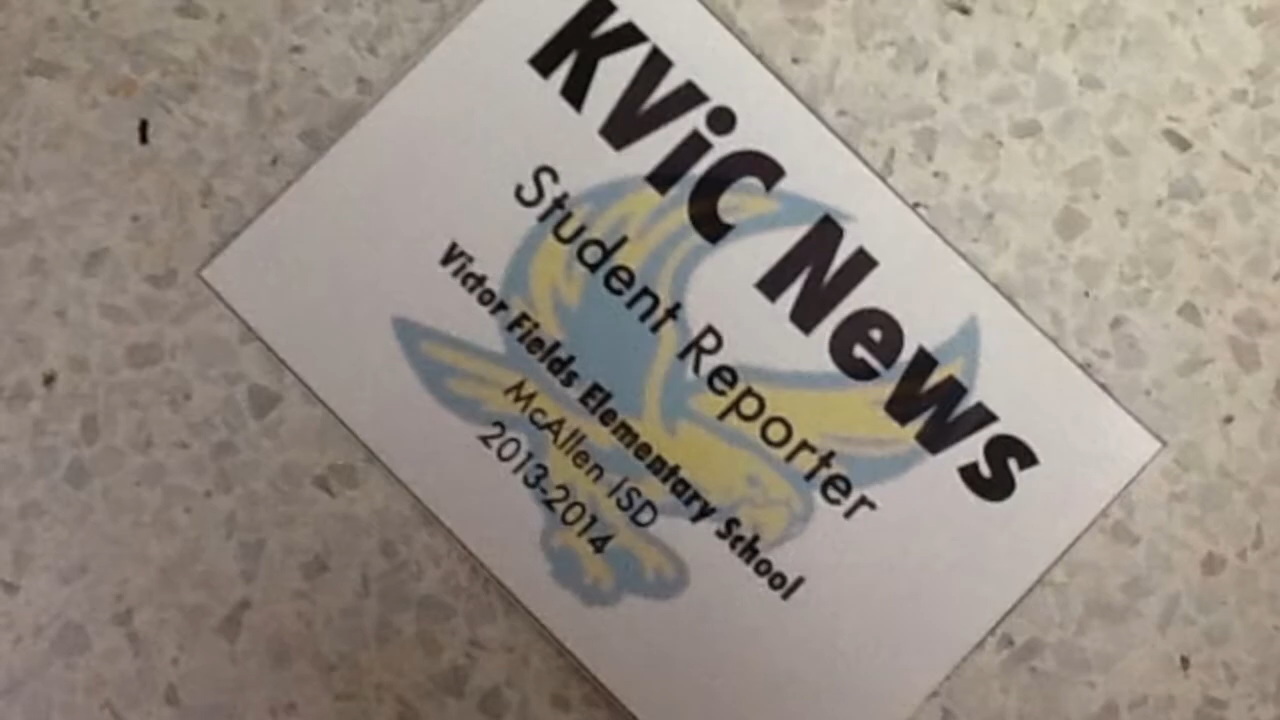 KViC News
Student Reporter
Victor Fields Elementary School
McAllen ISD
2013-2014